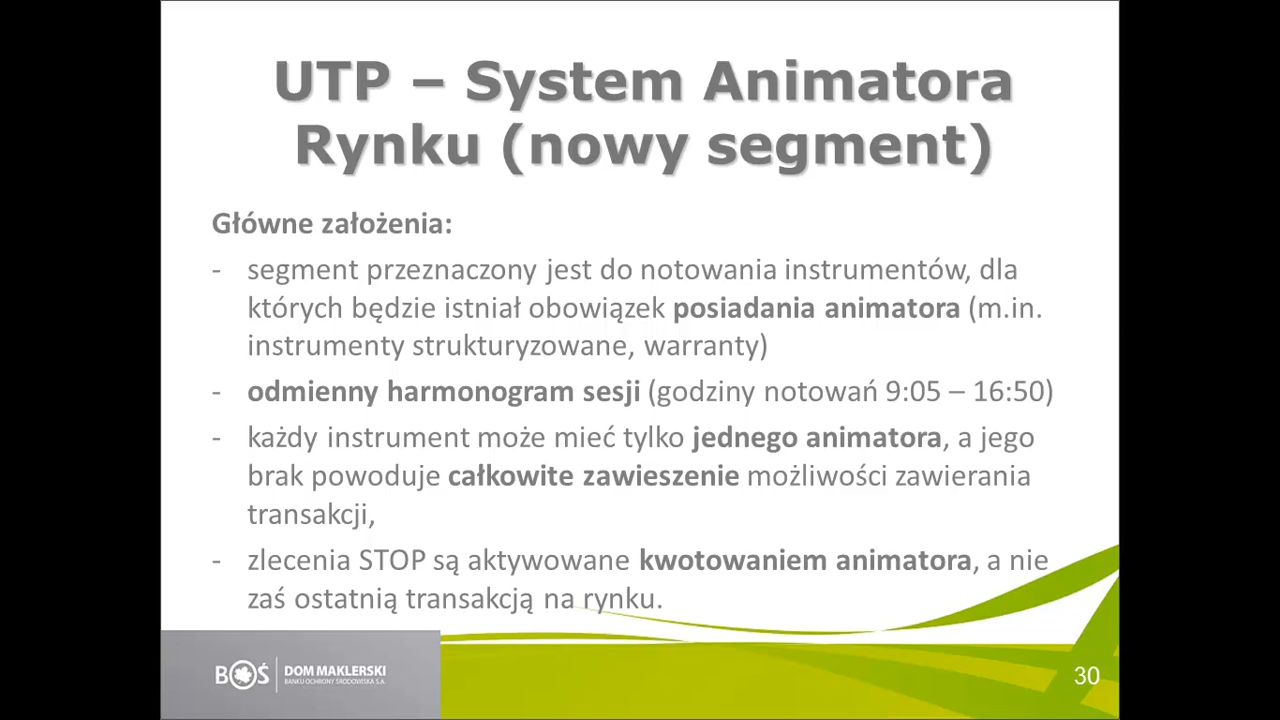 UTP – System Animatora
Rynku (nowy segment)
Główne założenia:
- segment przeznaczony jest do notowania instrumentów, dla
których będzie istniał obowiązek posiadania animatora (m.in.
instrumenty strukturyzowane, warranty)
- odmienny harmonogram sesji (godziny notowań 9:05 – 16:50)
- każdy instrument może mieć tylko jednego animatora, a jego
brak powoduje całkowite zawieszenie możliwości zawierania
transakcji,
- zlecenia STOP są aktywowane kwotowaniem animatora, a nie
zaś ostatnią transakcją na rynku.
BOŚ DOM MAKLERSKI
BANKU OCHRONY ŚRODOWISKA S.A.
30